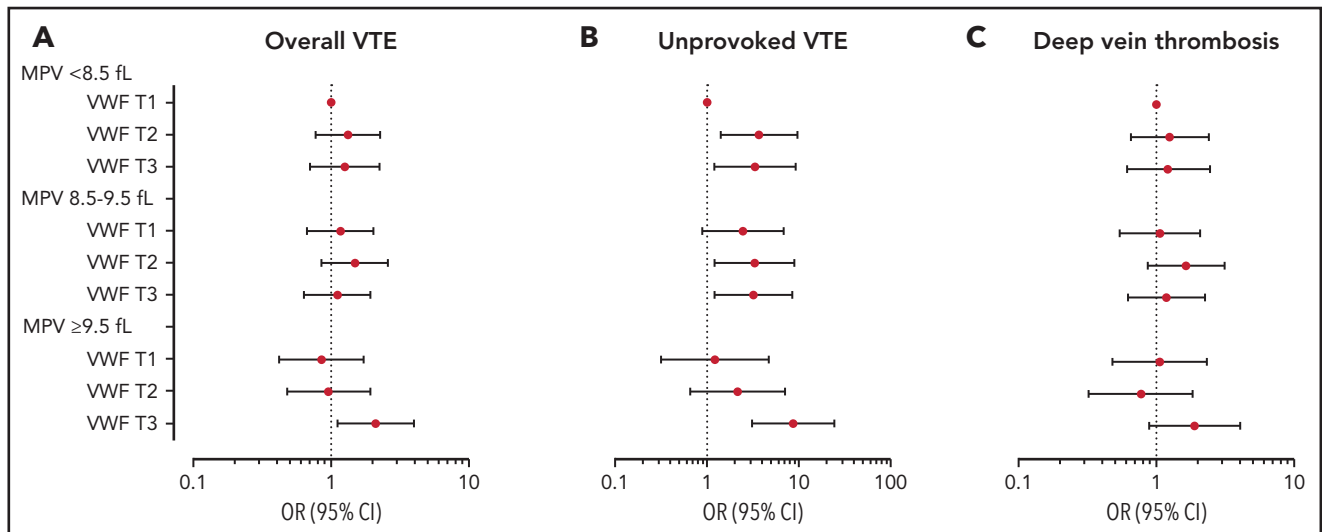 A Overall VTE
B Unprovoked VTE
C Deep vein thrombosis
MPV <8.5 fL
VWF T1
VWF T2
VWF T3
MPV 8.5-9.5 fL
VWF T1
VWF T2
VWF T3
MPV ≥9.5 fL
VWF T1
VWF T2
VWF T3
0.1 1 10
OR (95% CI)
0.1 1 10 100
OR (95% CI)
0.1 1 10
OR (95% CI)